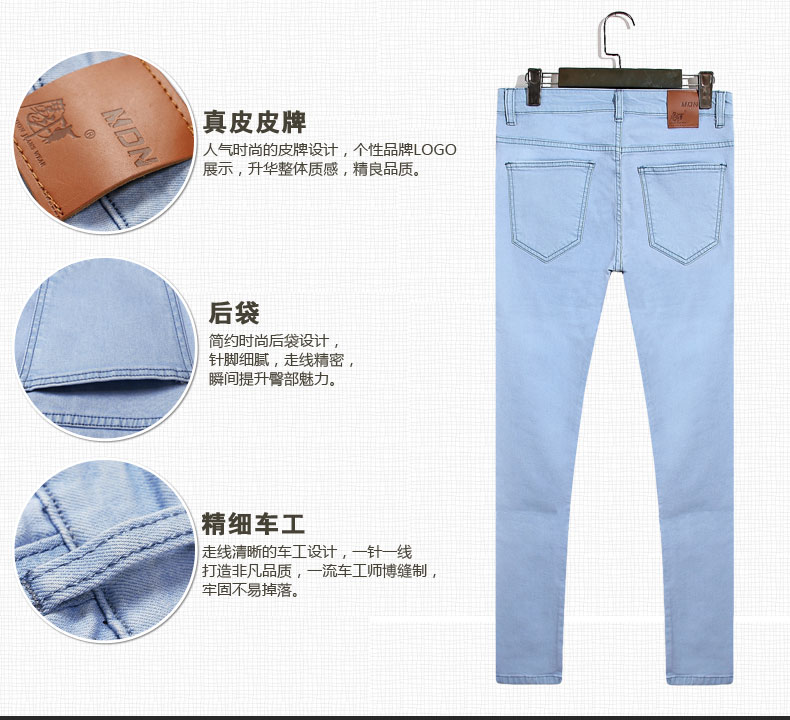 MDN
®
真皮皮牌
人气时尚的皮牌设计，个性品牌LOGO
展示，升华整体质感，精良品质。
MDN
后袋
简约时尚后袋设计，
针脚细腻，走线精密，
瞬间提升臀部魅力。
精细车工
走线清晰的车工设计，一针一线
打造非凡品质，一流车工师博缝制，
牢固不易掉落。